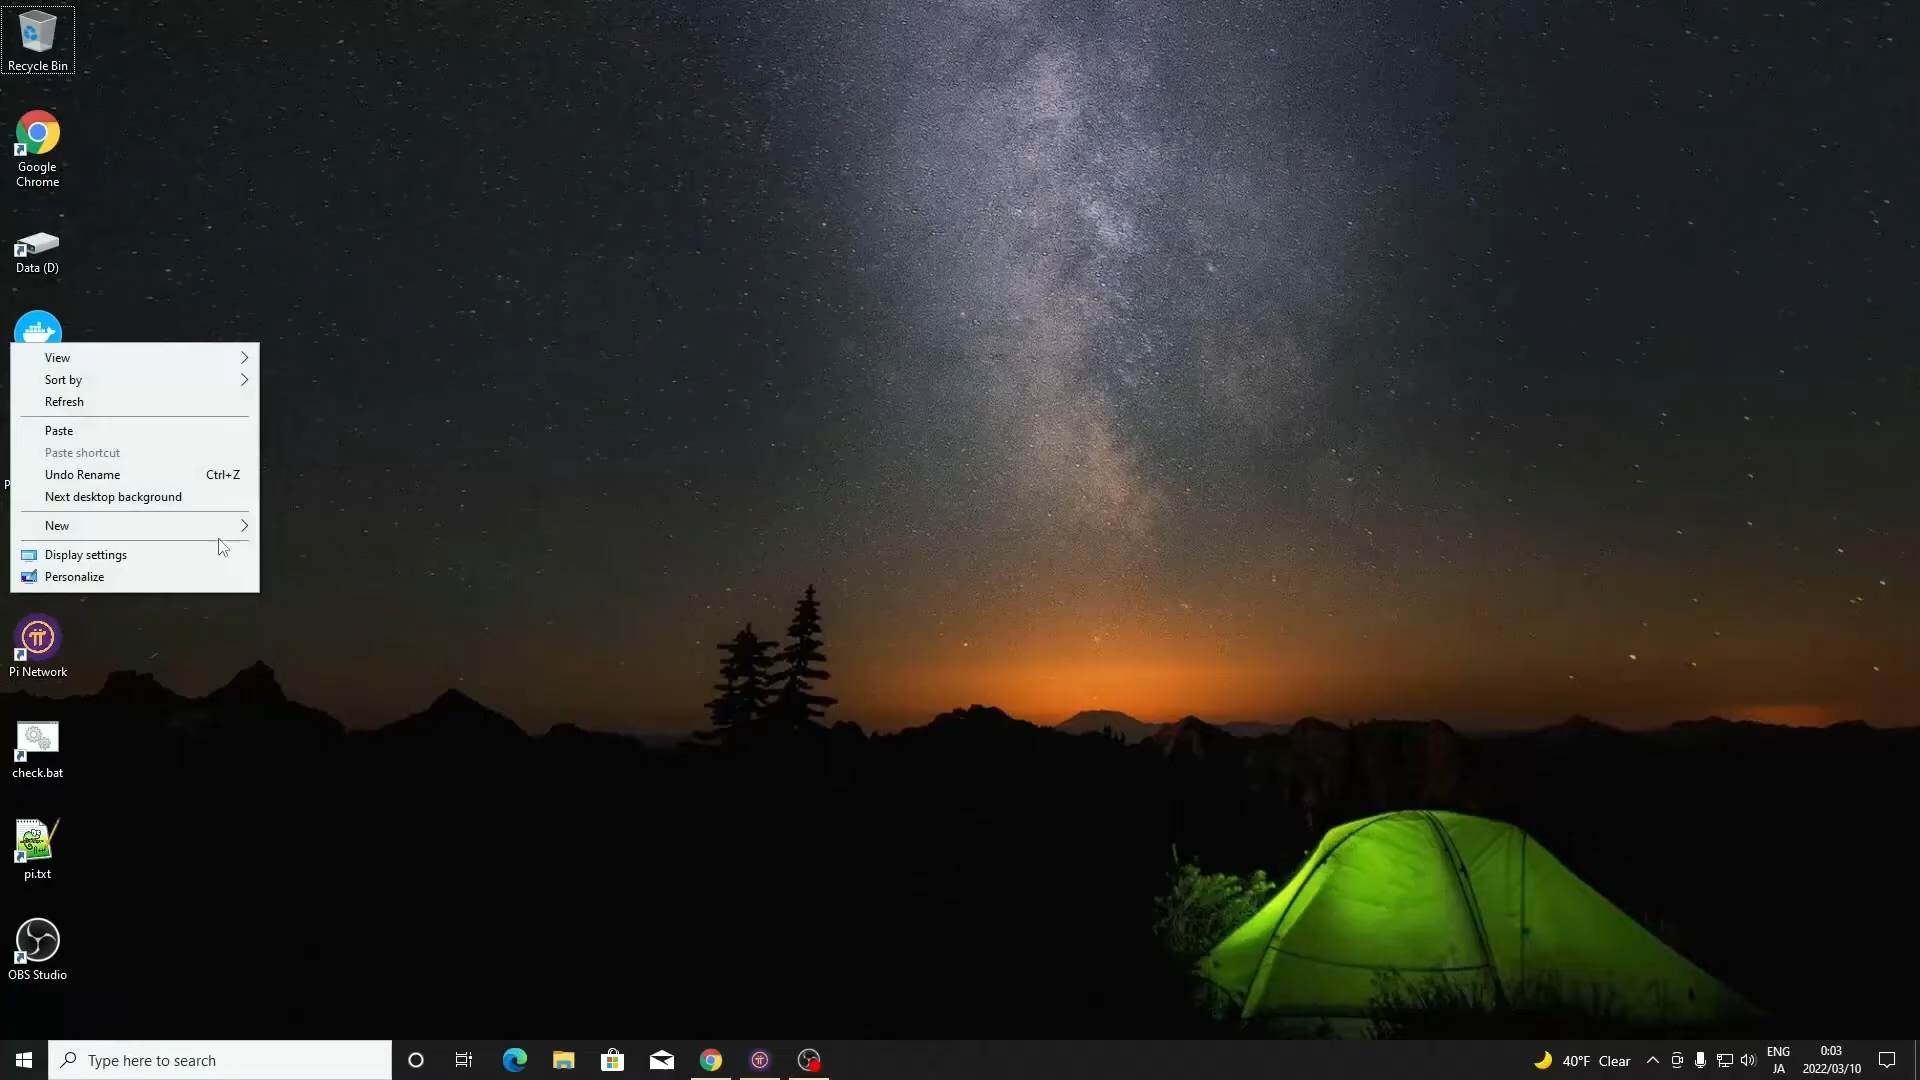 Recycle Bin
Google
Chrome
Data (D)
View
Sort by
Refresh
Paste
Paste shortcut
Undo Rename Ctrl+Z
Next desktop background
New
Display settings
Personalize
P
Pi Network
check.bat
pi.txt
OBS Studio
Type here to search
40°F Clear
ENG
JA
0:03
2022/03/10